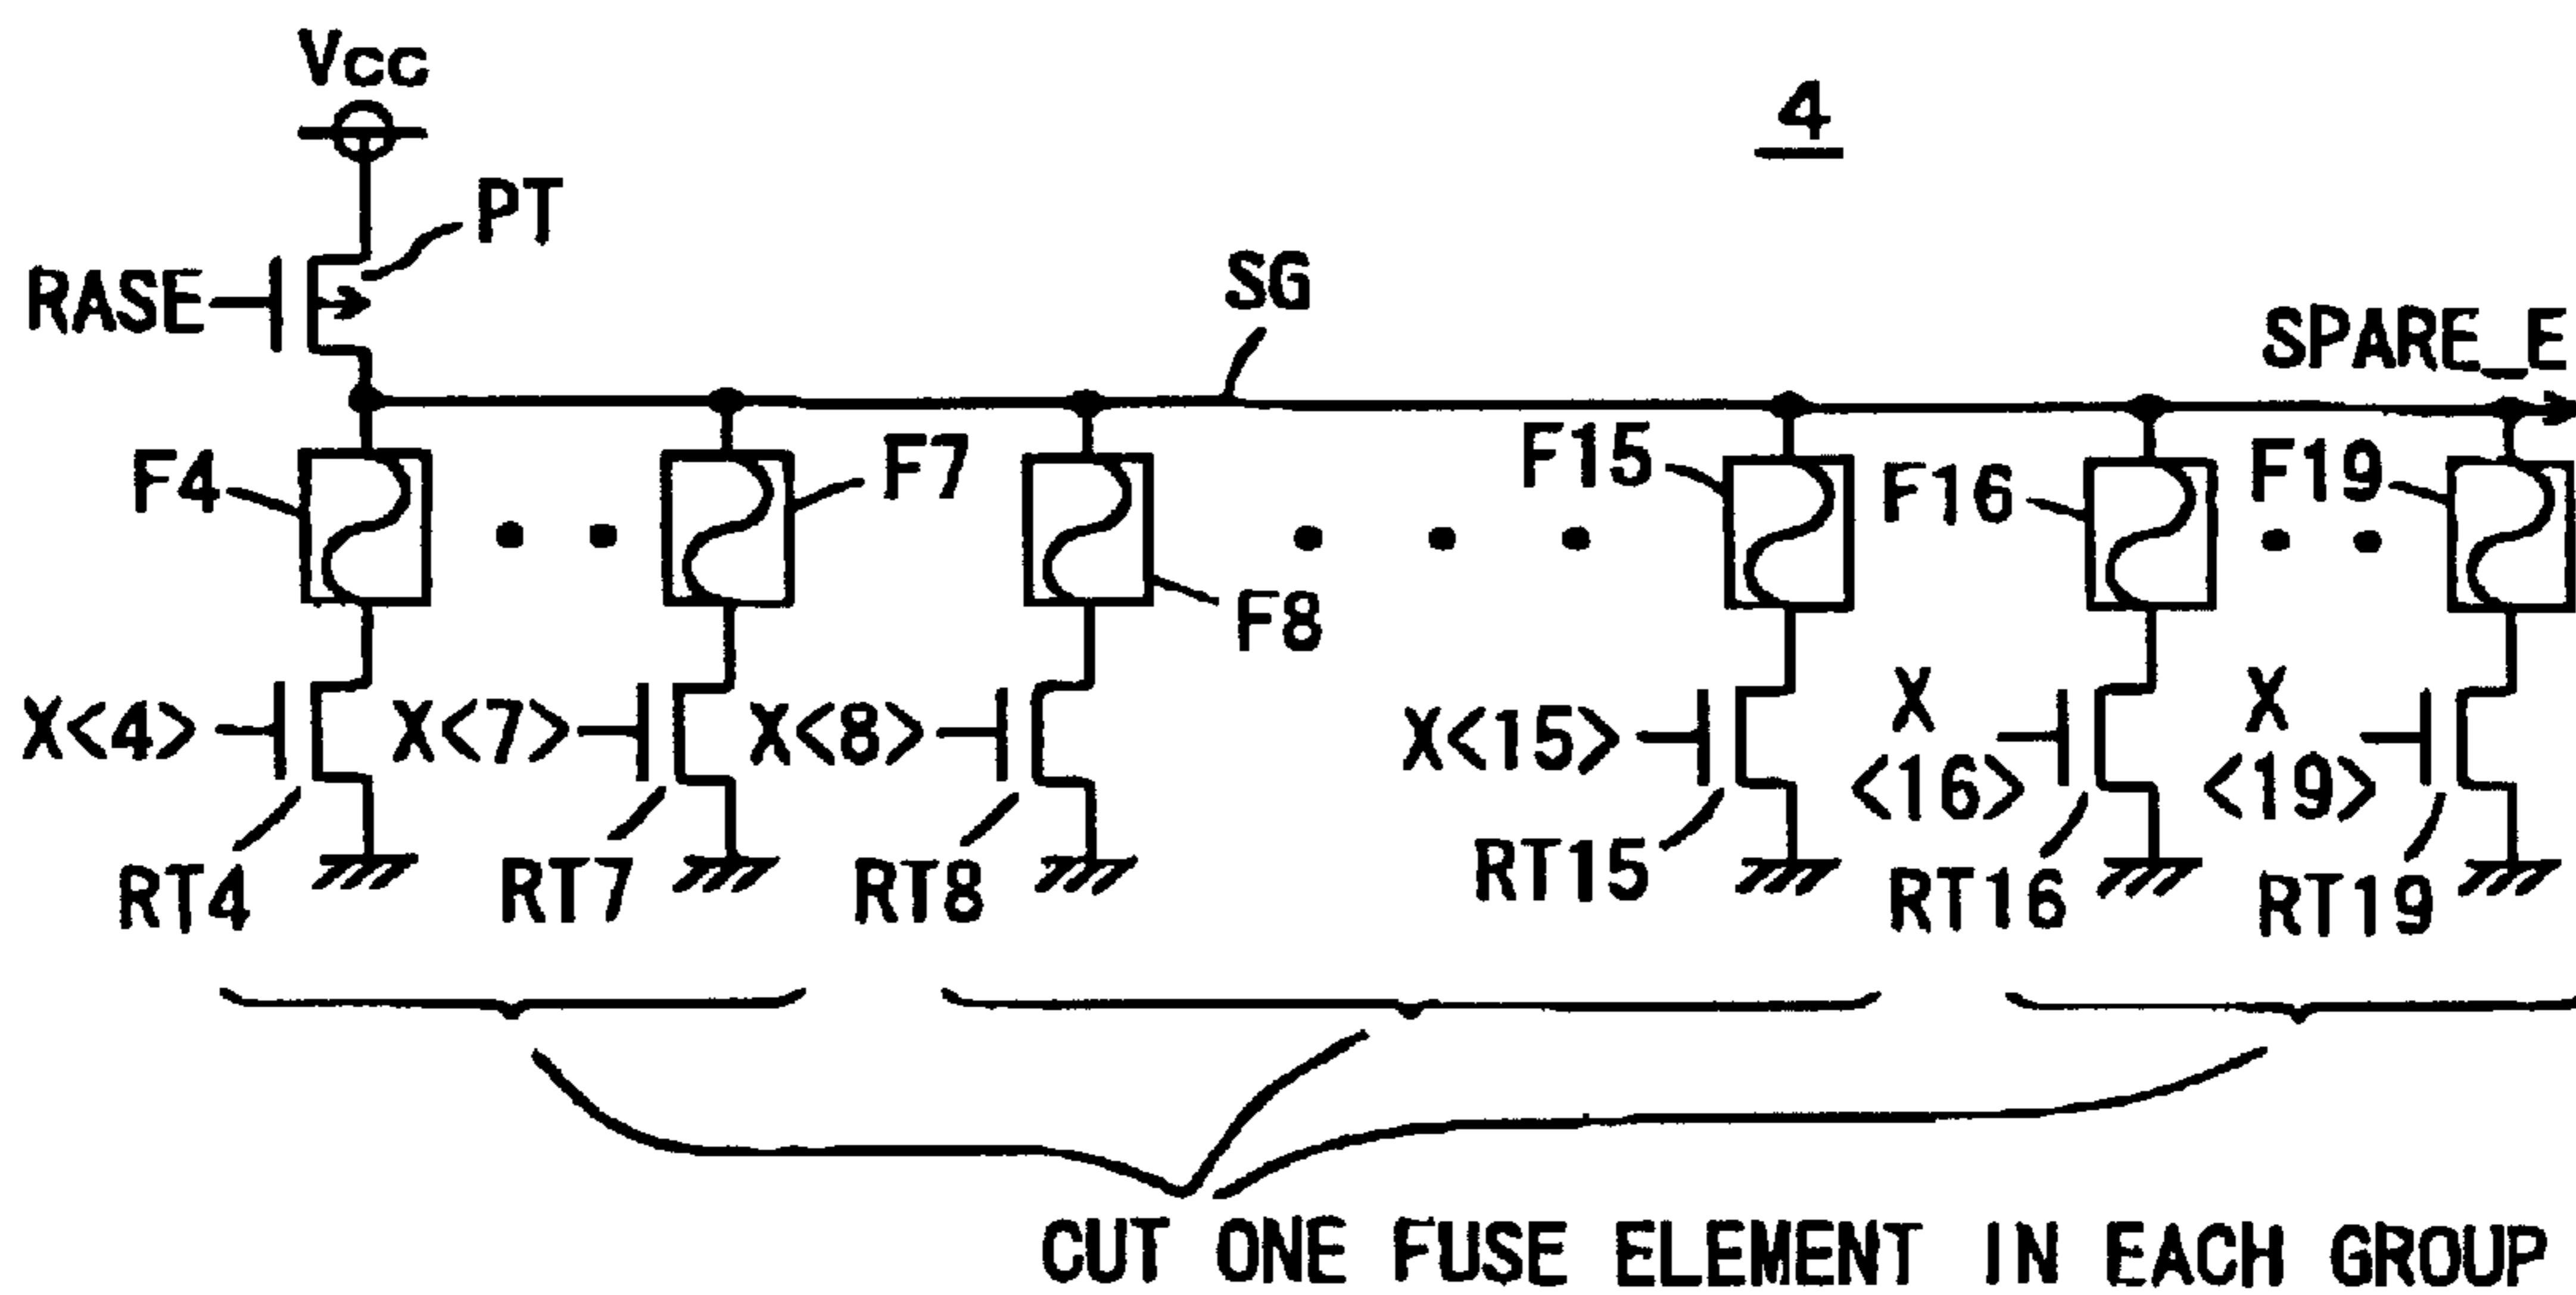 Vcc
4
PT
RASE
SG
SPARE_E
F4
F7
F8
F15
F16
F19
X<4>
X<7>
X<8>
X<15>
X
<16>
X
<19>
RT4
RT7
RT8
RT15
RT16
RT19
CUT ONE FUSE ELEMENT IN EACH GROUP